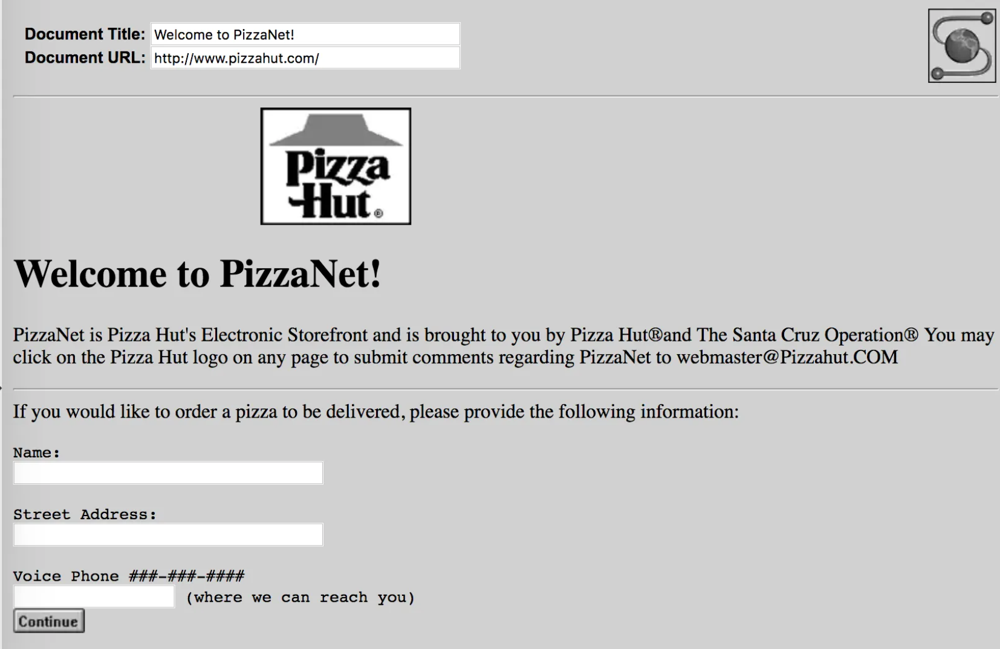 Document Title: Welcome to PizzaNet!
Document URL: http://www.pizzahut.com/
Pizza
Hut®
Welcome to PizzaNet!
PizzaNet is Pizza Hut's Electronic Storefront and is brought to you by Pizza Hut®and The Santa Cruz Operation® You may
click on the Pizza Hut logo on any page to submit comments regarding PizzaNet to webmaster@Pizzahut.COM
If you would like to order a pizza to be delivered, please provide the following information:
Name:
Street Address:
Voice Phone ###-###-####
(where we can reach you)
Continue